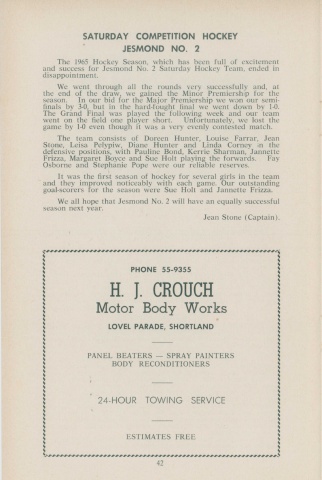 SATURDAY COMPETITION HOCKEY
JESMOND NO. 2
The 1965 Hockey Season, which has been full of excitement
and success for Jesmond No. 2 Saturday Hockey Team, ended in
disappointment.
We went through all the rounds very successfully and, at
the end of the draw, we gained the Minor Premiership for the
season. In our bid for the Major Premiership we won our semi-
finals by 3-0, but in the hard-fought final we went down by 1-0.
The Grand Final was played the following week and our team
went on the field one player short. Unfortunately, we lost the
game by 1-0 even though it was a very evenly contested match.
The team consists of Doreen Hunter, Louise Farrar, Jean
Stone, Leisa Pelypiw, Diane Hunter and Linda Corney in the
defensive positions, with Pauline Bond, Kerrie Sharman, Jannette
Frizza, Margaret Boyce and Sue Holt playing the forwards. Fay
Osborne and Stephanie Pope were our reliable reserves.
It was the first season of hockey for several girls in the team
and they improved noticeably with each game. Our outstanding
goal-scorers for the season were Sue Holt and Jannette Frizza.
We all hope that Jesmond No. 2 will have an equally successful
season next year.
Jean Stone (Captain).
PHONE 55-9355
H. J. CROUCH
Motor Body Works
LOVEL PARADE, SHORTLAND
PANEL BEATERS — SPRAY PAINTERS
BODY RECONDITIONERS
24-HOUR TOWING SERVICE
ESTIMATES FREE
42